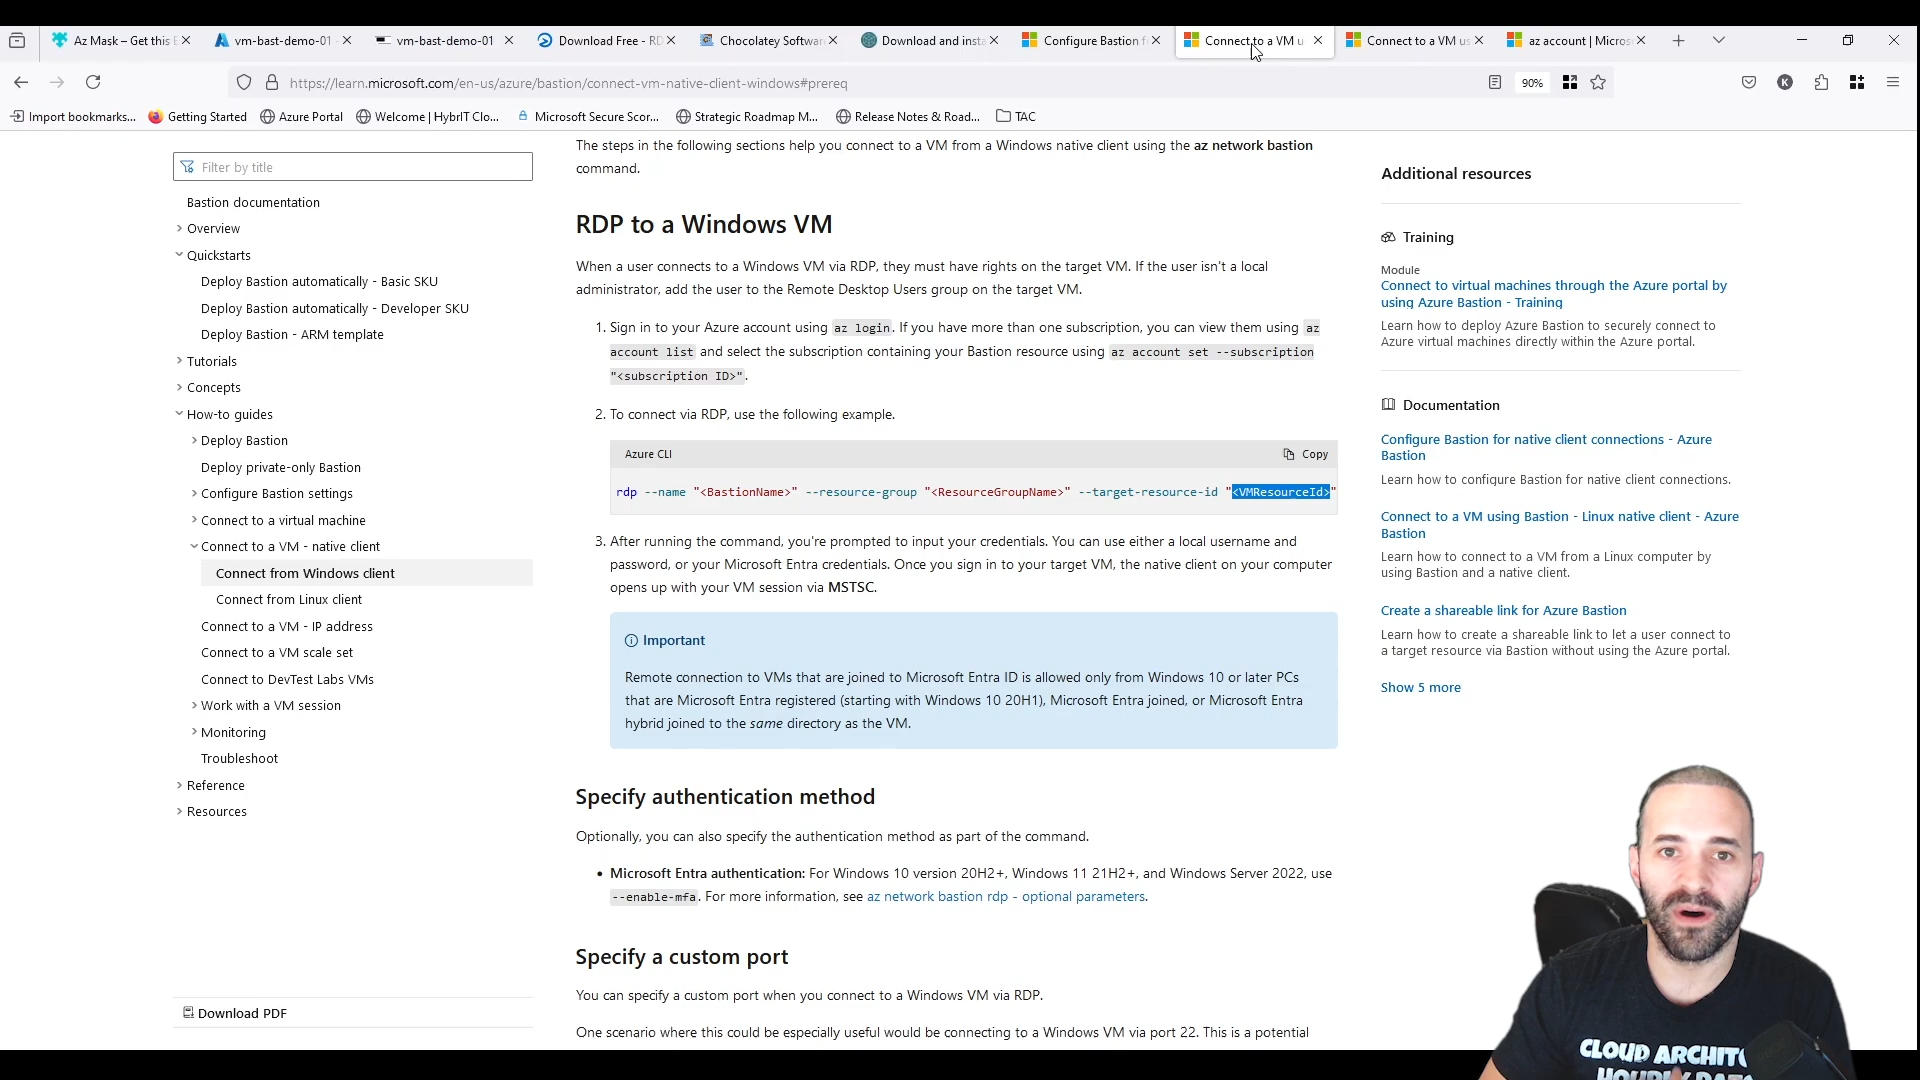 Az Mask – Get this E
vm-bast-demo-01
vm-bast-demo-01
Download Free - RD
Chocolatey Software
Download and insta
Configure Bastion f
Connect to a VM u
Connect to a VM us
az account | Micros
https://learn.microsoft.com/en-us/azure/bastion/connect-vm-native-client-windows#prereq
90%
K
Import bookmarks...
Getting Started
Azure Portal
Welcome | HybrIT Clo...
Microsoft Secure Scor...
Strategic Roadmap M...
Release Notes & Road...
TAC
Filter by title
Bastion documentation
Overview
Quickstarts
Deploy Bastion automatically - Basic SKU
Deploy Bastion automatically - Developer SKU
Deploy Bastion - ARM template
Tutorials
Concepts
How-to guides
Deploy Bastion
Deploy private-only Bastion
Configure Bastion settings
Connect to a virtual machine
Connect to a VM - native client
Connect from Windows client
Connect from Linux client
Connect to a VM - IP address
Connect to a VM scale set
Connect to DevTest Labs VMs
Work with a VM session
Monitoring
Troubleshoot
Reference
Resources
Download PDF
The steps in the following sections help you connect to a VM from a Windows native client using the az network bastion
command.
RDP to a Windows VM
When a user connects to a Windows VM via RDP, they must have rights on the target VM. If the user isn't a local
administrator, add the user to the Remote Desktop Users group on the target VM.
1. Sign in to your Azure account using az login. If you have more than one subscription, you can view them using az
account list and select the subscription containing your Bastion resource using az account set --subscription
"<subscription ID>".
2. To connect via RDP, use the following example.
Azure CLI
Copy
rdp --name "<BastionName>" --resource-group "<ResourceGroupName>" --target-resource-id "<VMResourceId>"
3. After running the command, you're prompted to input your credentials. You can use either a local username and
password, or your Microsoft Entra credentials. Once you sign in to your target VM, the native client on your computer
opens up with your VM session via MSTSC.
Important
Remote connection to VMs that are joined to Microsoft Entra ID is allowed only from Windows 10 or later PCs
that are Microsoft Entra registered (starting with Windows 10 20H1), Microsoft Entra joined, or Microsoft Entra
hybrid joined to the same directory as the VM.
Specify authentication method
Optionally, you can also specify the authentication method as part of the command.
• Microsoft Entra authentication: For Windows 10 version 20H2+, Windows 11 21H2+, and Windows Server 2022, use
--enable-mfa. For more information, see az network bastion rdp - optional parameters.
Specify a custom port
You can specify a custom port when you connect to a Windows VM via RDP.
One scenario where this could be especially useful would be connecting to a Windows VM via port 22. This is a potential
Additional resources
Training
Module
Connect to virtual machines through the Azure portal by
using Azure Bastion - Training
Learn how to deploy Azure Bastion to securely connect to
Azure virtual machines directly within the Azure portal.
Documentation
Configure Bastion for native client connections - Azure
Bastion
Learn how to configure Bastion for native client connections.
Connect to a VM using Bastion - Linux native client - Azure
Bastion
Learn how to connect to a VM from a Linux computer by
using Bastion and a native client.
Create a shareable link for Azure Bastion
Learn how to create a shareable link to let a user connect to
a target resource via Bastion without using the Azure portal.
Show 5 more
CLOUD ARCHIT